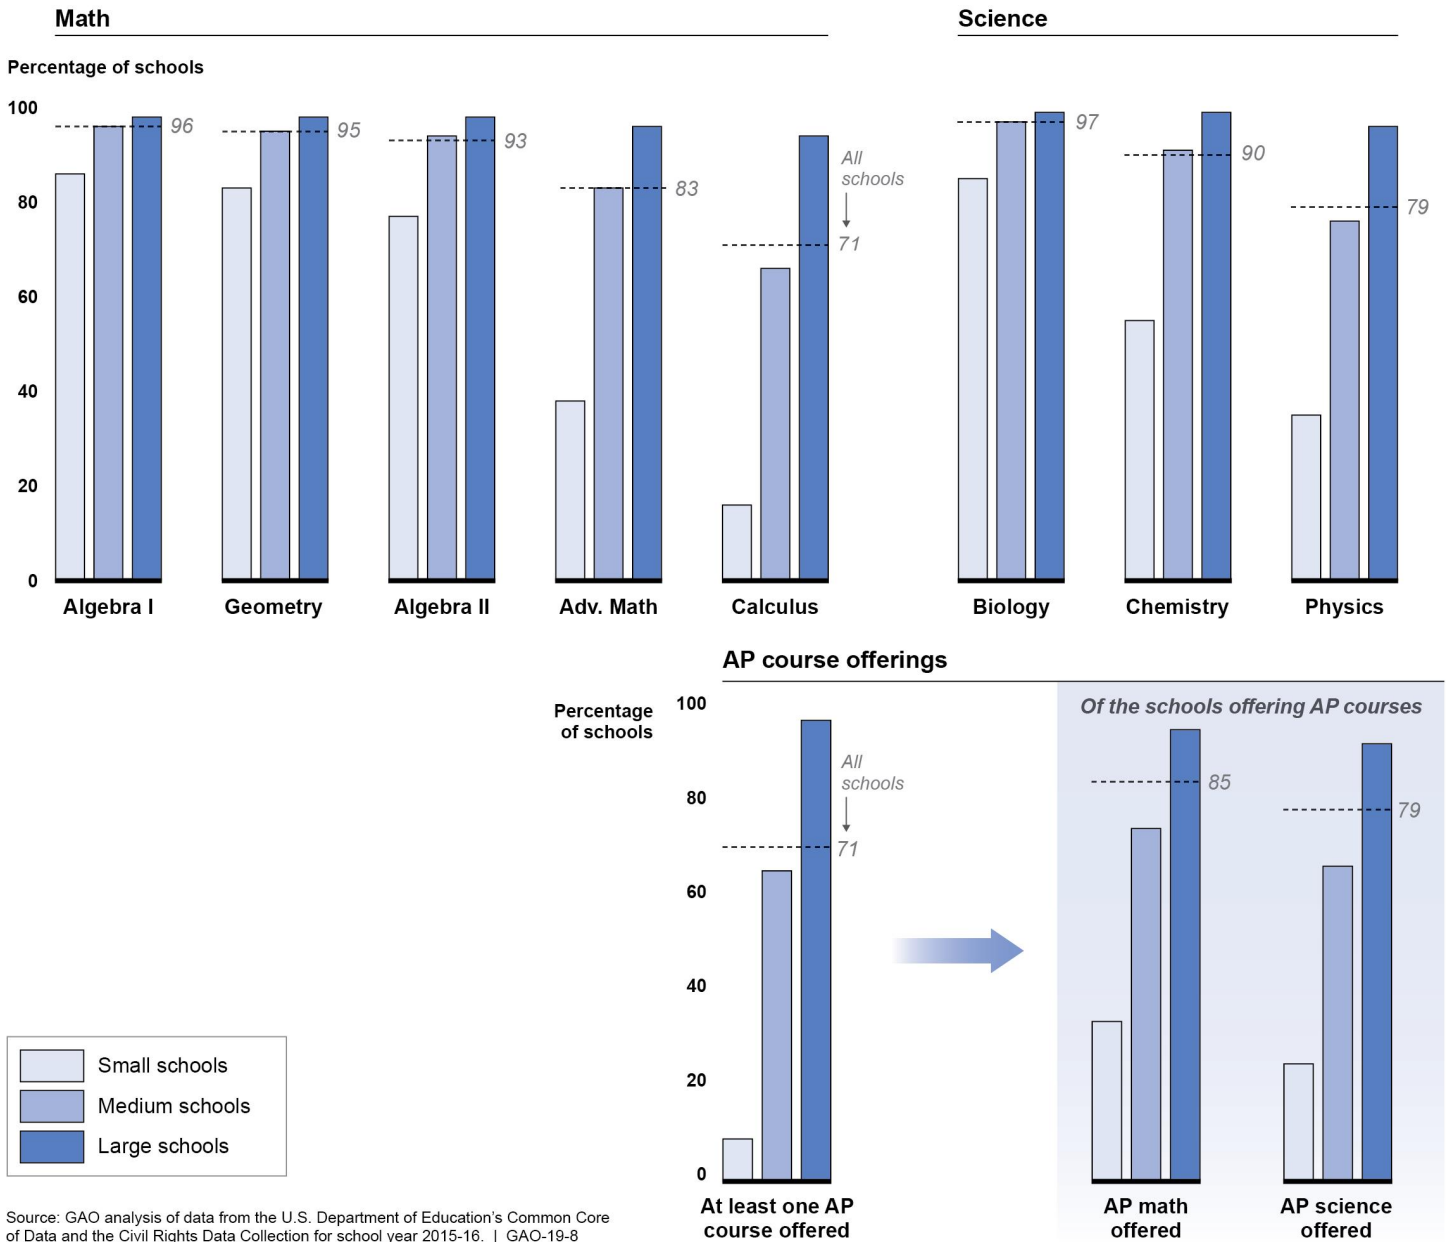 Math
Percentage of schools
100
80
60
40
20
0
96
95
93
83
All
schools
71
Algebra I
Geometry
Algebra II
Adv. Math
Calculus
Science
97
90
79
Biology
Chemistry
Physics
AP course offerings
Percentage
of schools
100
80
60
40
20
0
All
schools
71
At least one AP
course offered
Of the schools offering AP courses
85
79
AP math
offered
AP science
offered
Small schools
Medium schools
Large schools
Source: GAO analysis of data from the U.S. Department of Education’s Common Core
of Data and the Civil Rights Data Collection for school year 2015-16. | GAO-19-8